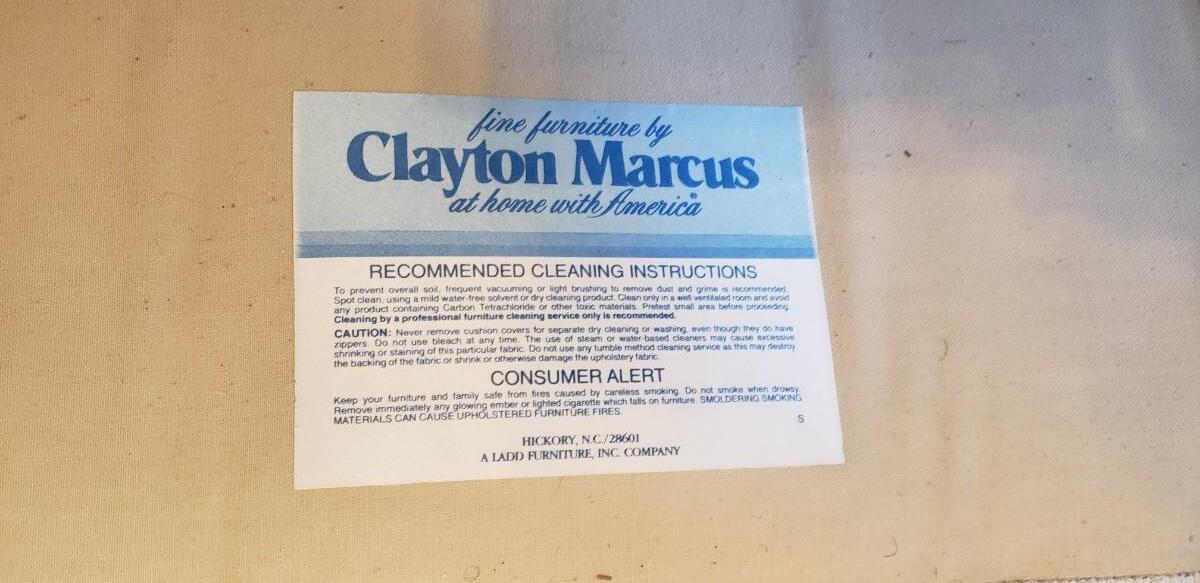 fine furniture by
Clayton Marcus
at home with America®
RECOMMENDED CLEANING INSTRUCTIONS
To prevent overall soil, frequent vacuuming or light brushing to remove dust and grime is recommended.
Spot clean, using a mild water-free solvent or dry cleaning product. Clean only in a well ventilated room and avoid
any product containing Carbon Tetrachloride or other toxic materials. Pretest small area before proceeding.
Cleaning by a professional furniture cleaning service only is recommended.
CAUTION: Never remove cushion covers for separate dry cleaning or washing, even though they do have
zippers. Do not use bleach at any time. The use of steam or water-based cleaners may cause excessive
shrinking or staining of this particular fabric. Do not use any tumble method cleaning service as this may destroy
the backing of the fabric or shrink or otherwise damage the upholstery fabric.
CONSUMER ALERT
Keep your furniture and family safe from fires caused by careless smoking. Do not smoke when drowsy.
Remove immediately any glowing ember or lighted cigarette which falls on furniture. SMOLDERING SMOKING
MATERIALS CAN CAUSE UPHOLSTERED FURNITURE FIRES.
S
HICKORY, N.C./28601
A LADD FURNITURE, INC. COMPANY